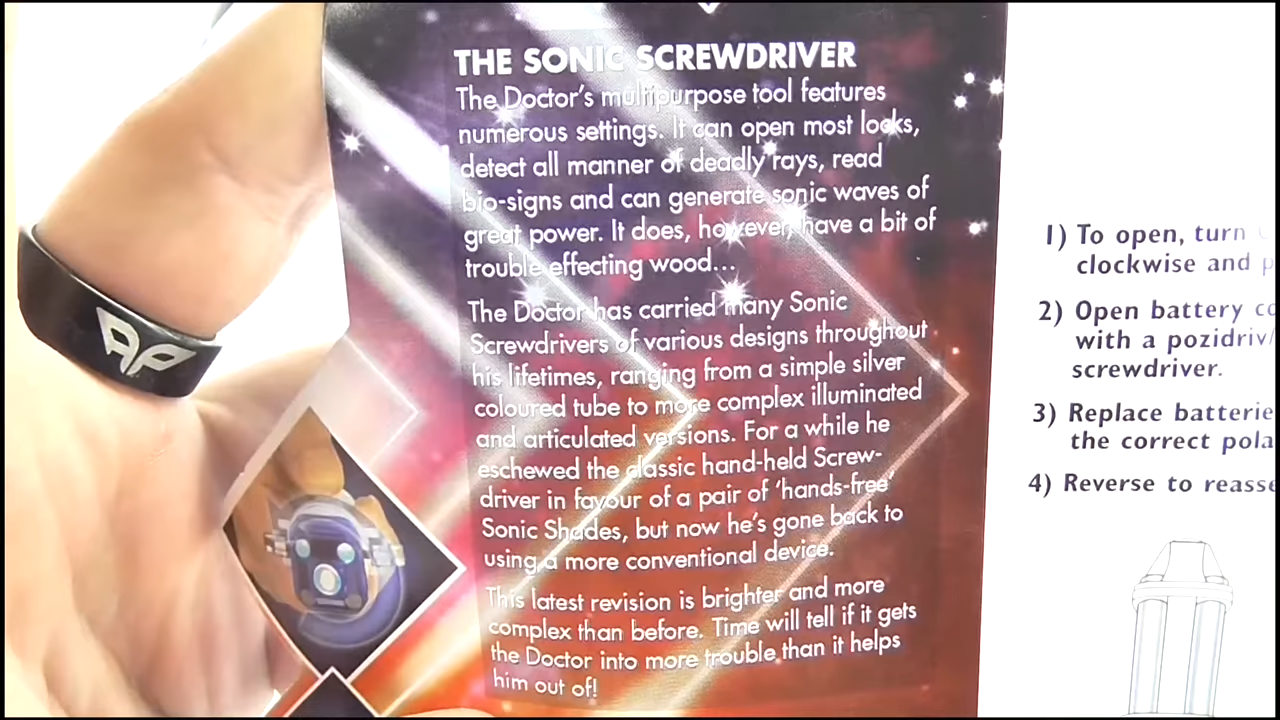 THE SONIC SCREWDRIVER
The Doctor's multipurpose tool features
numerous settings. It can open most locks,
detect all manner of deadly rays, read
bio-signs and can generate sonic waves of
great power. It does, however, have a bit of
trouble effecting wood...
The Doctor has carried many Sonic
Screwdrivers of various designs throughout
his lifetimes, ranging from a simple silver
coloured tube to more complex illuminated
and articulated versions. For a while he
eschewed the classic hand-held Screw-
driver in favour of a pair of 'hands-free'
Sonic Shades, but now he's gone back to
using a more conventional device.
This latest revision is brighter and more
complex than before. Time will tell if it gets
the Doctor into more trouble than it helps
him out of!
AP
1) To open, turn
clockwise and
2) Open battery
with a pozidriv/
screwdriver.
3) Replace
the correct
4) Reverse to